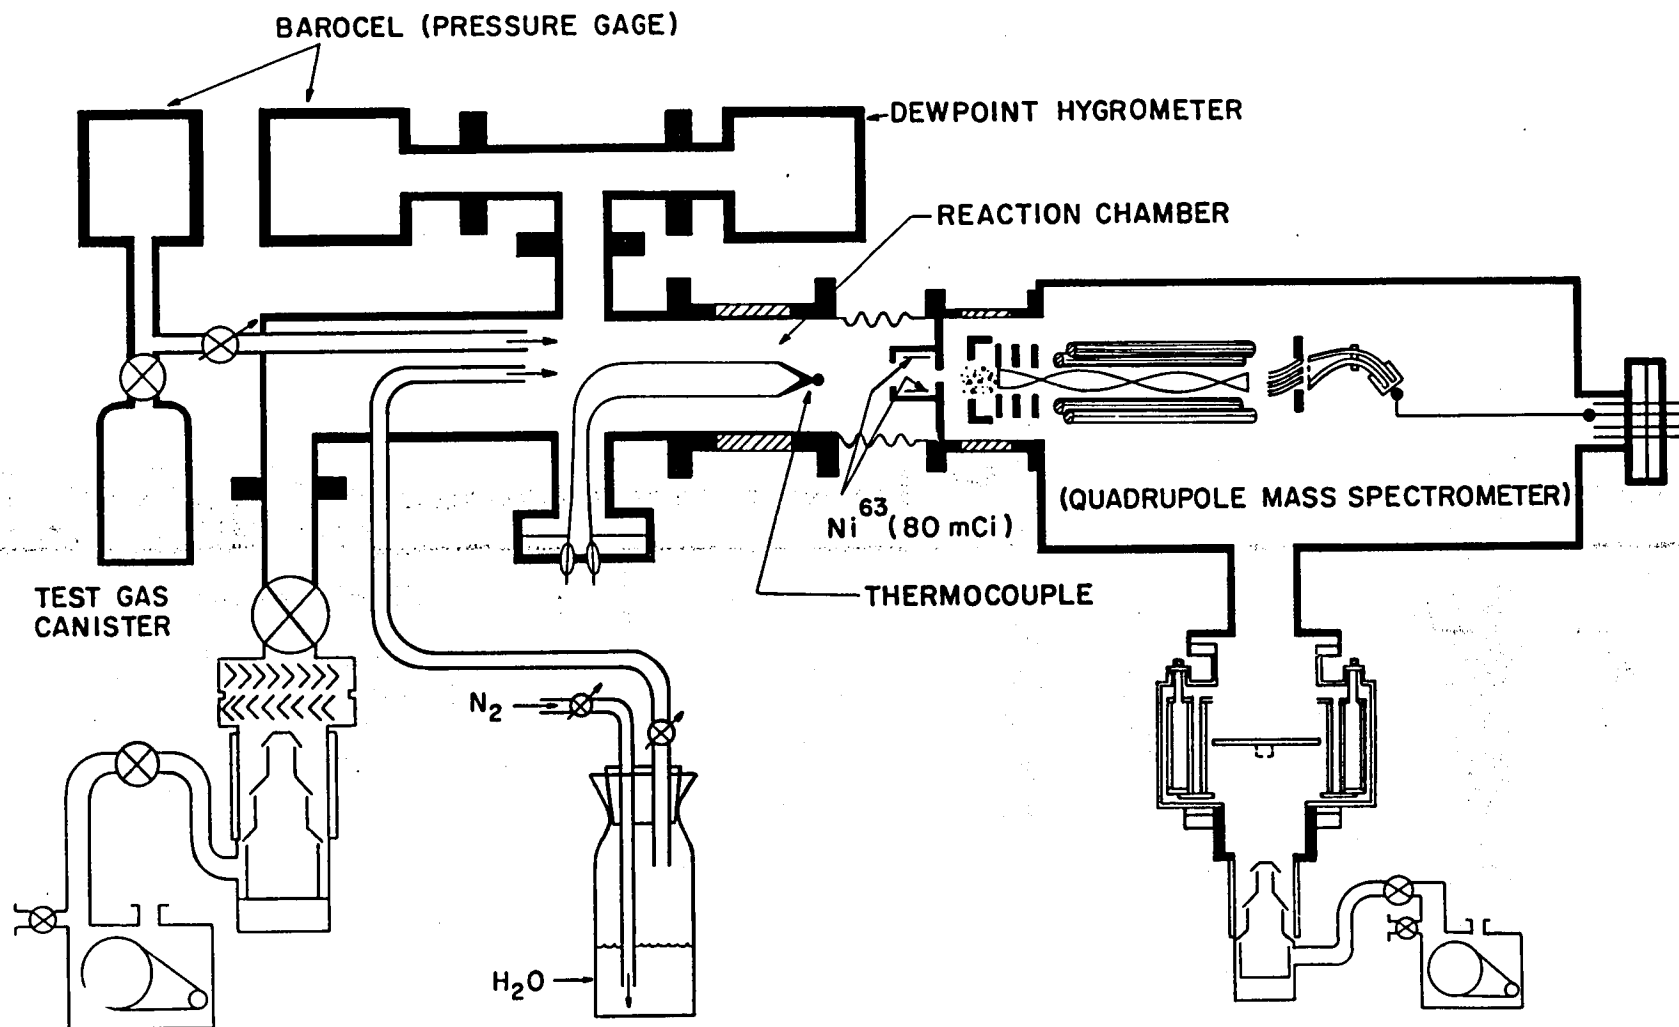 BAROCEL (PRESSURE GAGE)
DEWPOINT HYGROMETER
REACTION CHAMBER
(QUADRUPOLE MASS SPECTROMETER)
Ni⁶³ (80 mCi)
THERMOCOUPLE
TEST GAS
CANISTER
N₂
H₂O